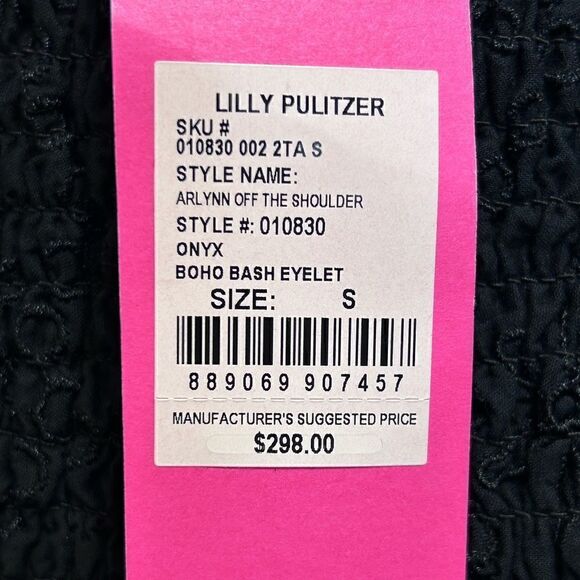 LILLY PULITZER
SKU #
010830 002 2TA S
STYLE NAME:
ARLYNN OFF THE SHOULDER
STYLE #: 010830
ONYX
BOHO BASH EYELET
SIZE: S
889069 907457
MANUFACTURER'S SUGGESTED PRICE
$298.00